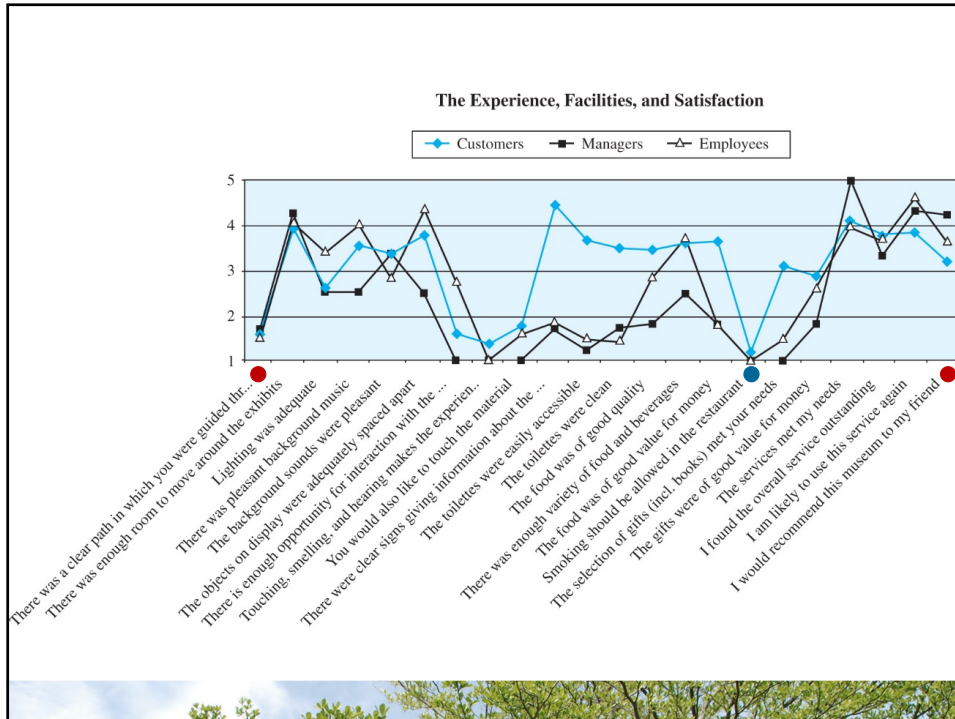 The Experience, Facilities, and Satisfaction
Customers Managers Employees
5
4
3
2
1
There was a clear path in which you were guided thr...
There was enough room to move around the exhibits
Lighting was adequate
There was pleasant background music
The background sounds were pleasant
The objects on display were adequately spaced apart
There is enough opportunity for interaction with the ...
Touching, smelling, and hearing makes the experien..
You would also like to touch the material
There were clear signs giving information about the ...
The toilettes were easily accessible
The toilettes were clean
The food was of good quality
There was enough variety of food and beverages
The food was of good value for money
Smoking should be allowed in the restaurant
The selection of gifts (incl. books) met your needs
The gifts were of good value for money
The services met my needs
I found the overall service outstanding
I am likely to use this service again
I would recommend this museum to my friend